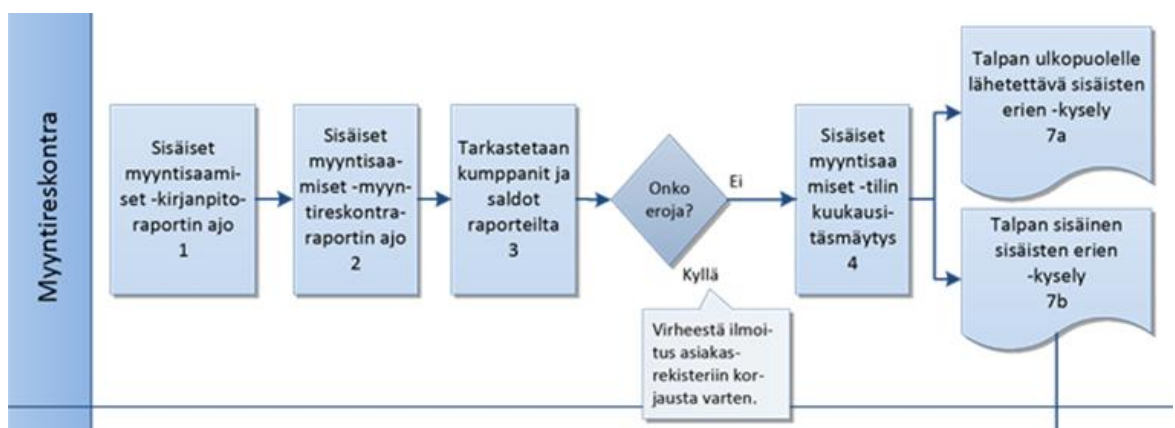 Myyntireskontra
Sisäiset
myyntisaami-
set -kirjanpito-
raportin ajo
1
Sisäiset
myyntisaa-
miset -myyn-
tireskontra-
raportin ajo
2
Tarkastetaan
kumppanit ja
saldot
raporteilta
3
Onko
eroja?
Ei
Kyllä
Virheestä ilmoi-
tus asiakas-
rekisteriin kor-
jausta varten.
Sisäiset
myyntisaa
miset -tilin
kuukausi-
täsmäytys
4
Talpan ulkopuolelle
lähetettävä sisäisten
erien -kysely
7a
Talpan sisäinen
sisäisten erien
-kysely
7b